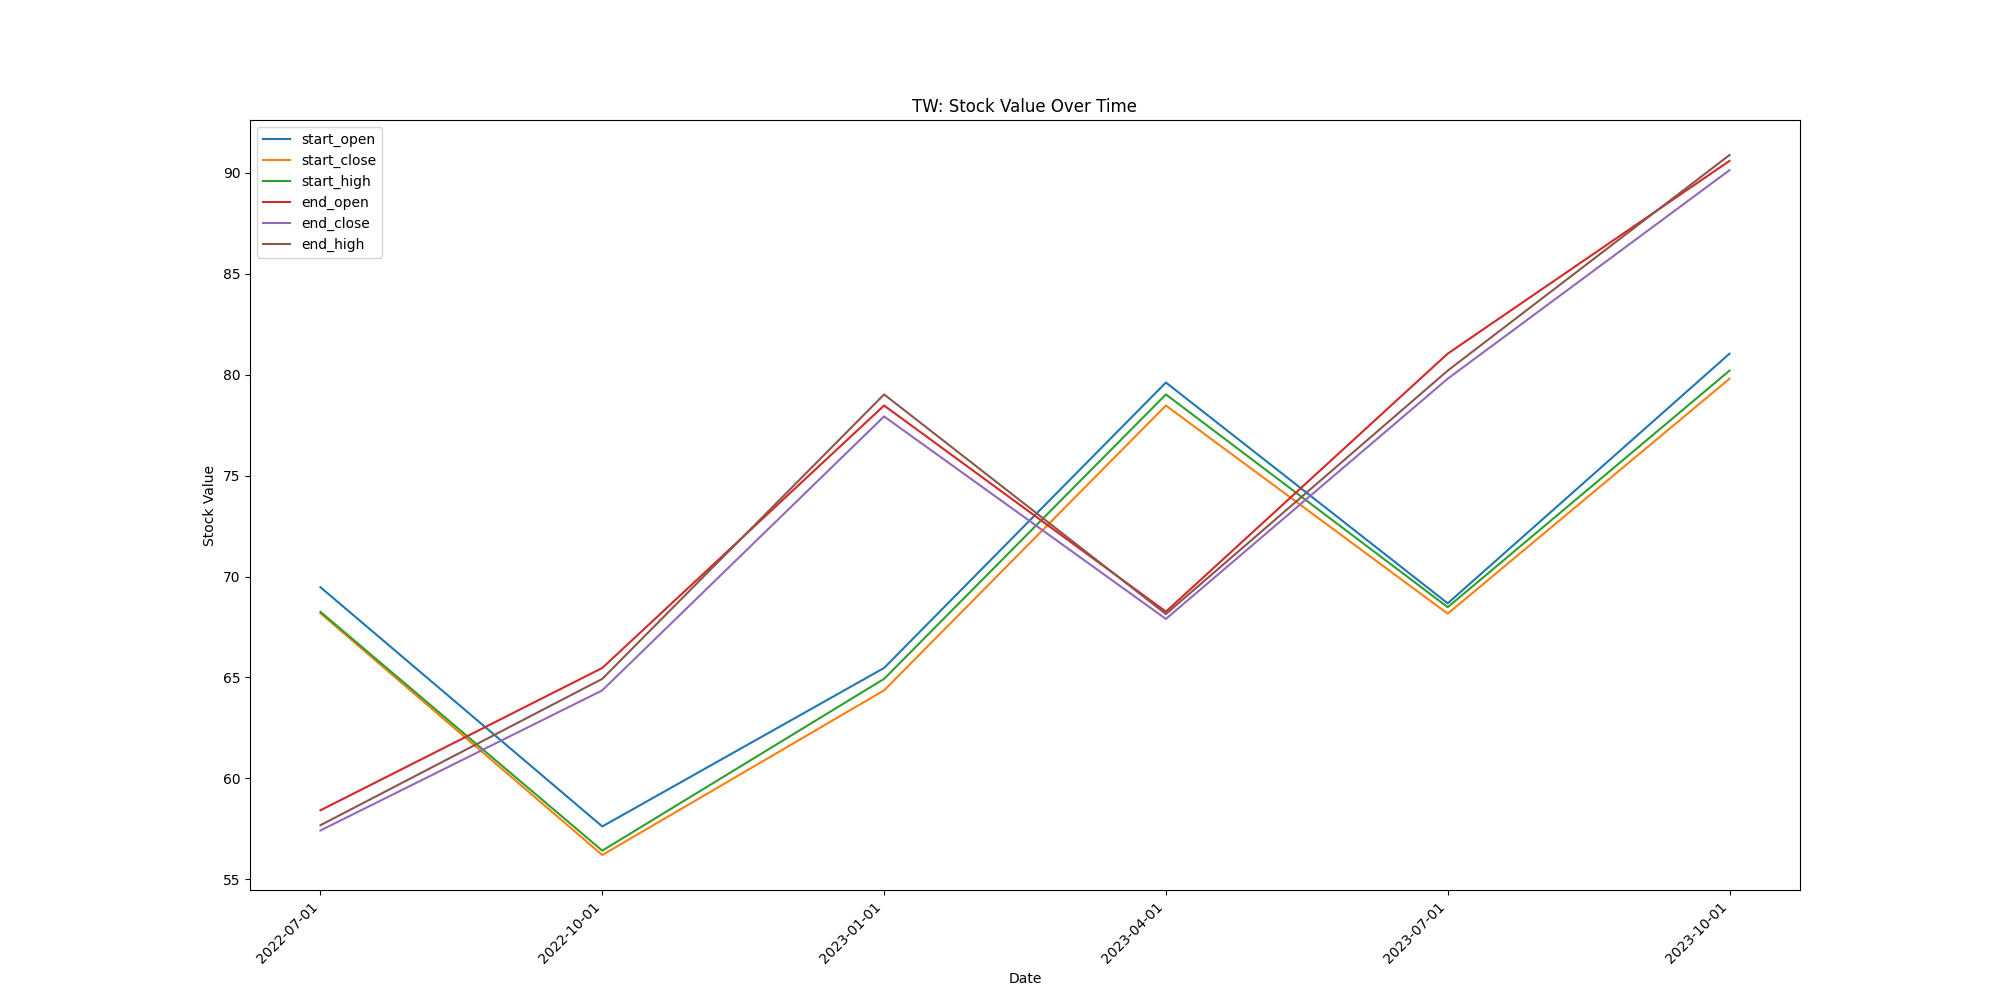 TW: Stock Value Over Time
start_open
start_close
start_high
end_open
end_close
end_high
90
85
80
75
70
65
60
55
Stock Value
2022-07-01
2022-10-01
2023-01-01
2023-04-01
2023-07-01
2023-10-01
Date